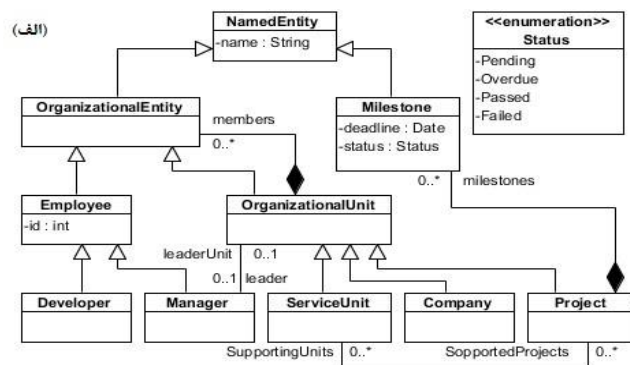 (الف)
NamedEntity
-name : String
<<enumeration>>
Status
-Pending
-Overdue
-Passed
-Failed
OrganizationalEntity
members
0..*
Milestone
-deadline : Date
-status : Status
0..*
milestones
Employee
-id : int
OrganizationalUnit
leaderUnit
0..1
0..1
leader
Developer
Manager
ServiceUnit
Company
Project
SupportingUnits
0..*
SopportedProjects
0..*